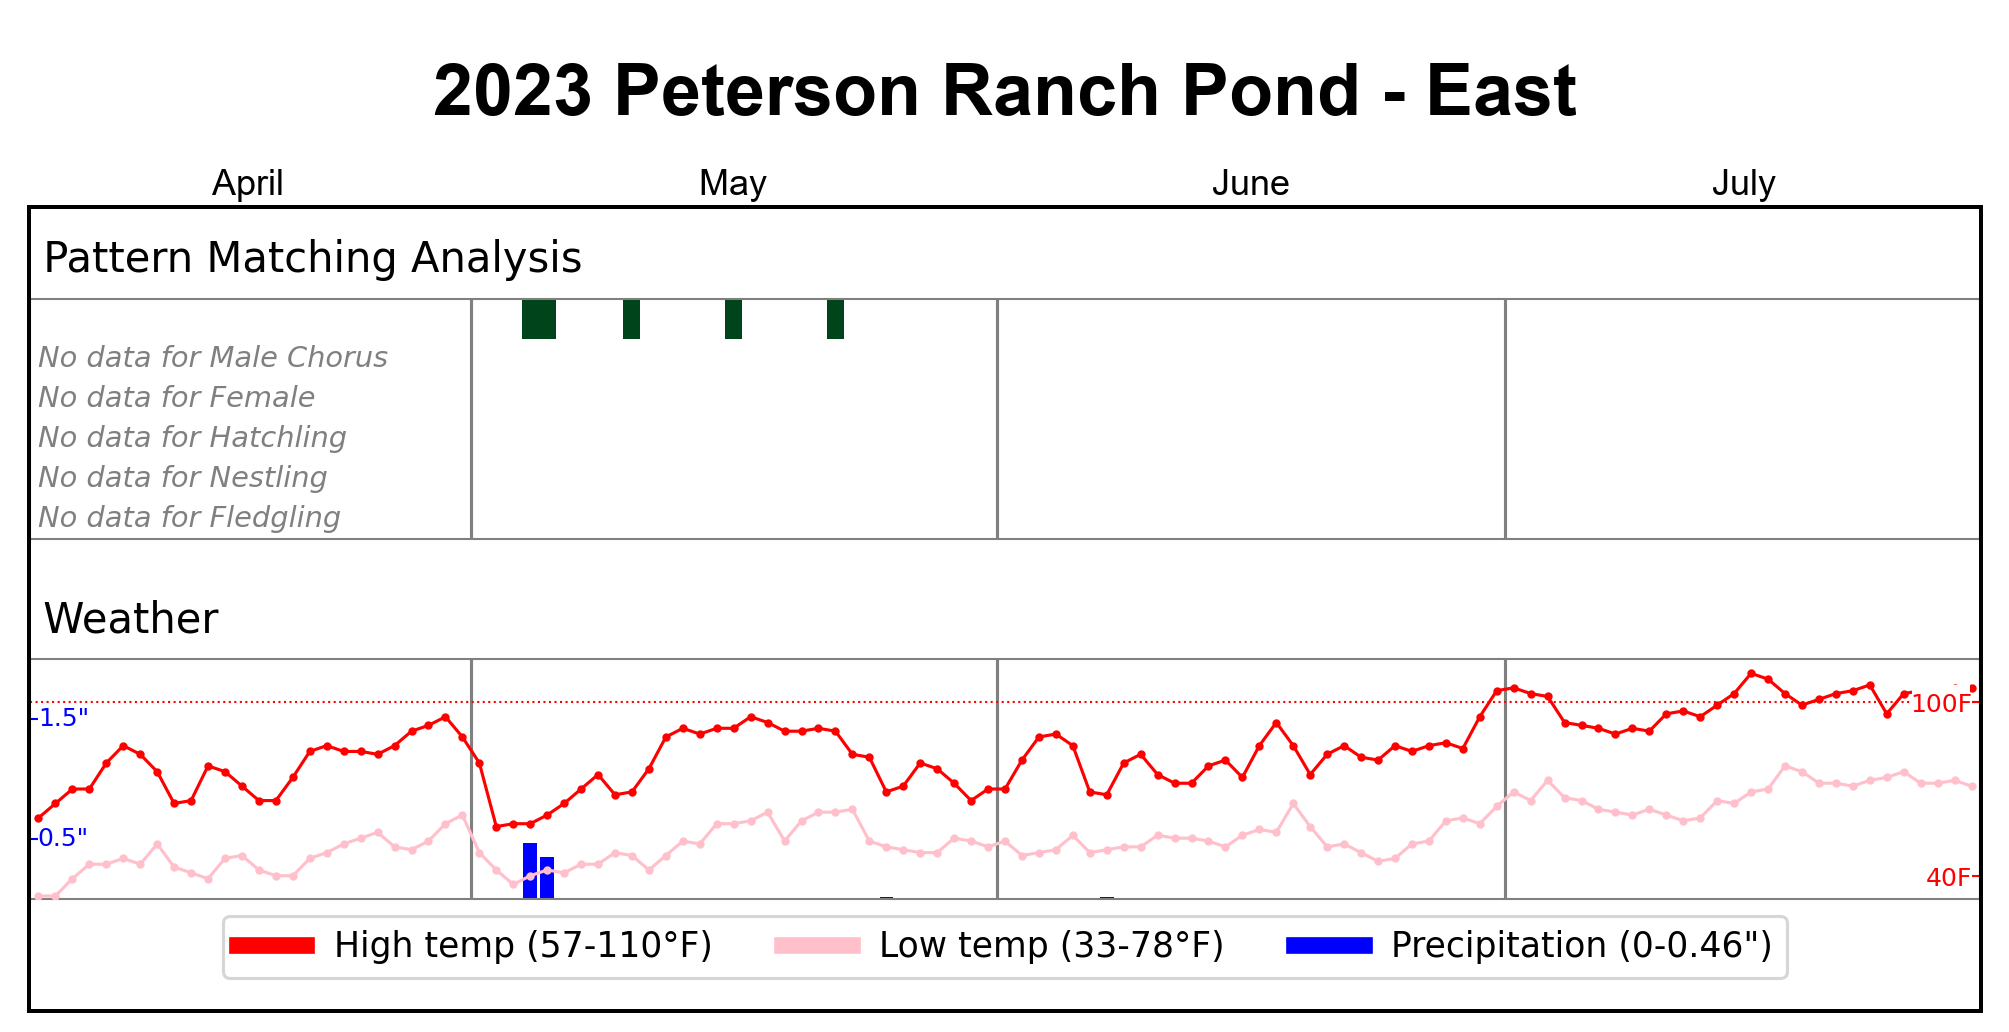 2023 Peterson Ranch Pond - East
April May June July
Pattern Matching Analysis
No data for Male Chorus
No data for Female
No data for Hatchling
No data for Nestling
No data for Fledgling
Weather
1.5" 100F
0.5"
40F
High temp (57-110°F) Low temp (33-78°F) Precipitation (0-0.46")